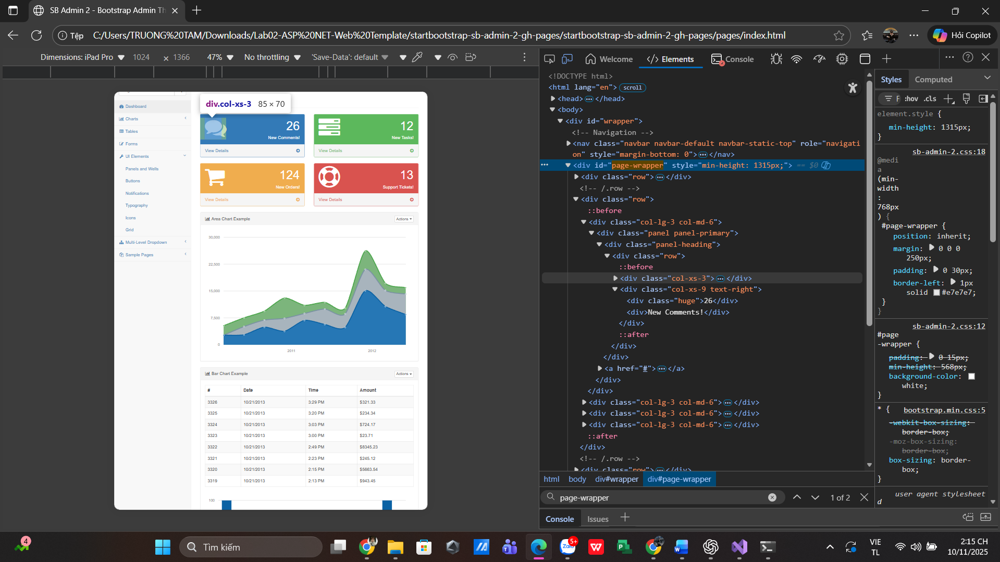 SB Admin 2 - Bootstrap Admin Th
Tệp
C:/Users/TRUONG%20TAM/Downloads/Lab02-ASP%20NET-Web%20Template/startbootstrap-sb-admin-2-gh-pages/startbootstrap-sb-admin-2-gh-pages/pages/index.html
Hỏi Copilot
Dimensions: iPad Pro 1024 × 1366 47% No throttling 'Save-Data': default
Dashboard
Charts
Tables
Forms
UI Elements
Panels and Wells
Buttons
Notifications
Typography
Icons
Grid
Multi-Level Dropdown
Sample Pages
div.col-xs-3 85 × 70
26
New Comments!
View Details
12
New Tasks!
View Details
124
New Orders!
View Details
13
Support Tickets!
View Details
Area Chart Example
Actions
30,000
22,500
15,000
7,500
0
2011 2012
Bar Chart Example
Actions
# Date Time Amount
3326 10/21/2013 3:29 PM $321.33
3325 10/21/2013 3:20 PM $234.34
3324 10/21/2013 3:03 PM $724.17
3323 10/21/2013 3:00 PM $23.71
3322 10/21/2013 2:49 PM $8345.23
3321 10/21/2013 2:23 PM $245.12
3320 10/21/2013 2:15 PM $5663.54
3319 10/21/2013 2:13 PM $943.45
100
Welcome
</> Elements
Console
<!DOCTYPE html>
<html lang="en"> scroll
<head> ••• </head>
<body>
<div id="wrapper">
<!-- Navigation -->
<nav class="navbar navbar-default navbar-static-top" role="navigati
on" style="margin-bottom: 0"> ••• </nav>
••• <div id="page-wrapper" style="min-height: 1315px;"> == $0
<div class="row"> ••• </div>
<!-- /.row -->
<div class="row">
::before
<div class="col-lg-3 col-md-6">
<div class="panel panel-primary">
<div class="panel-heading">
<div class="row">
::before
<div class="col-xs-3"> ••• </div>
<div class="col-xs-9 text-right">
<div class="huge">26</div>
<div>New Comments!</div>
</div>
::after
</div>
</div>
<a href="#"> ••• </a>
</div>
</div>
<div class="col-lg-3 col-md-6"> ••• </div>
<div class="col-lg-3 col-md-6"> ••• </div>
<div class="col-lg-3 col-md-6"> ••• </div>
::after
</div>
<!-- /.row -->
<div class="row"> ••• </div>
html body div#wrapper div#page-wrapper
page-wrapper
1 of 2
Console
Issues
Styles
Computed
F :hov .cls
element.style {
min-height: 1315px;
}
sb-admin-2.css:18
@medi
a
(min-
width
:
768px
) {
#page-wrapper {
position: inherit;
margin: 0 0 0
250px;
padding: 0 30px;
border-left: 1px
solid #e7e7e7;
}
}
sb-admin-2.css:12
#page
-wrapper {
padding: 0 15px;
min-height: 568px;
background-color:
white;
}
* { bootstrap.min.css:5
-webkit-box-sizing:
border-box;
-moz-box-sizing:
border-box;
box-sizing: border-
box;
}
user agent stylesheet
d
4
Tìm kiếm
Zalo
5+
VIE
TL
2:15 CH
10/11/2025